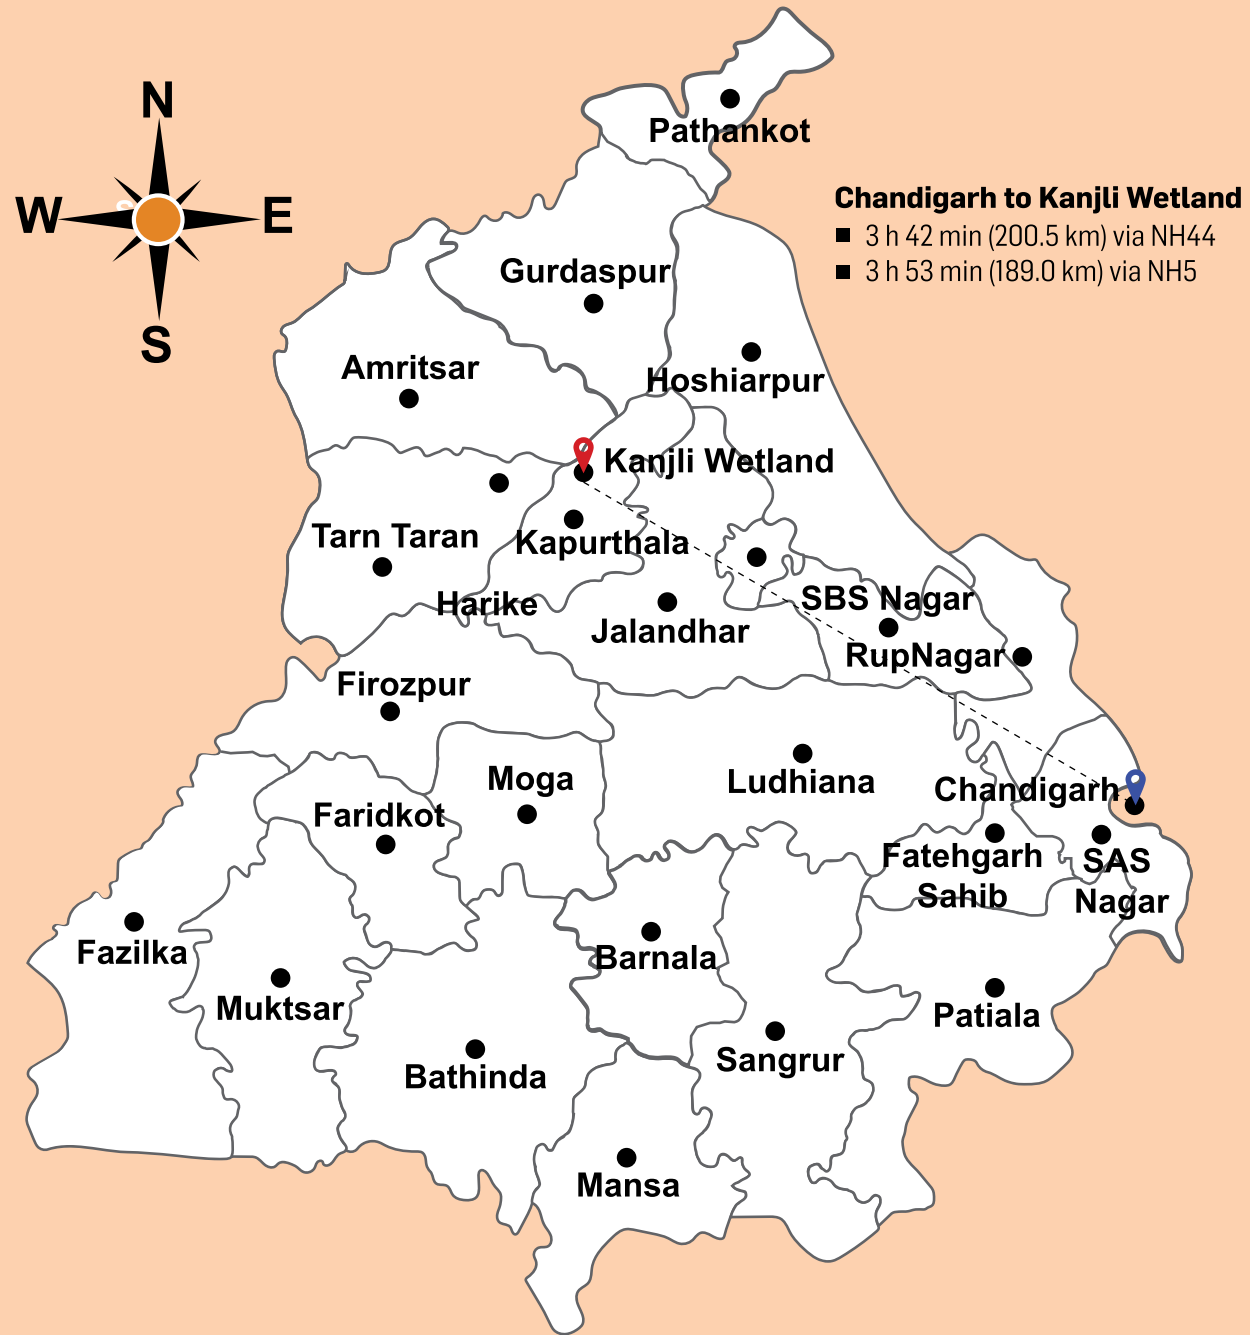 N
W
E
S
S
Pathankot
Chandigarh to Kanjli Wetland
3 h 42 min (200.5 km) via NH44
3 h 53 min (189.0 km) via NH5
Gurdaspur
Amritsar
Hoshiarpur
Kanjli Wetland
Tarn Taran
Kapurthala
Harike
SBS Nagar
Jalandhar
RupNagar
Firozpur
Moga
Ludhiana
Chandigarh
Faridkot
Fatehgarh
Sahib
SAS
Nagar
Fazilka
Barnala
Muktsar
Patiala
Sangrur
Bathinda
Mansa